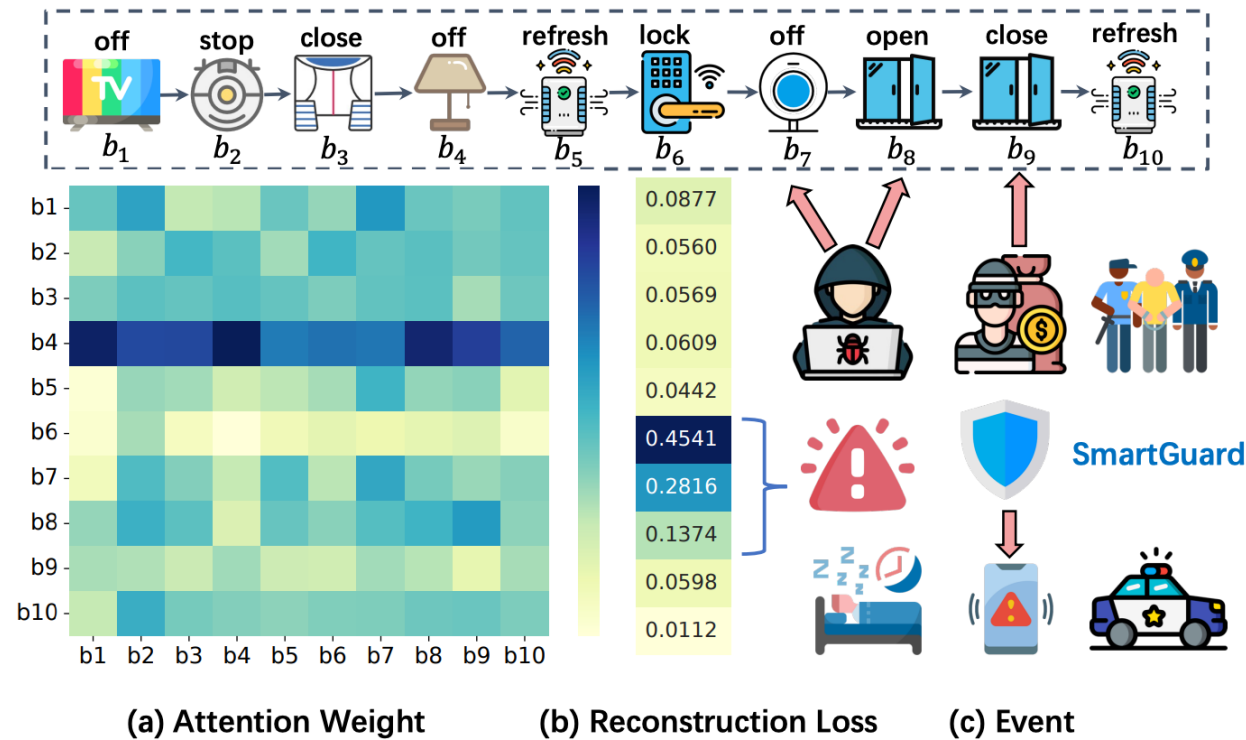 off stop close off refresh lock off open close refresh
TV
b1 b2 b3 b4 b5 b6 b7 b8 b9 b10
b1
b2
b3
b4
b5
b6
b7
b8
b9
b10
b1 b2 b3 b4 b5 b6 b7 b8 b9 b10
0.0877
0.0560
0.0569
0.0609
0.0442
0.4541
0.2816
0.1374
0.0598
0.0112
$
!
SmartGuard
z z z z z
!
(a) Attention Weight (b) Reconstruction Loss (c) Event